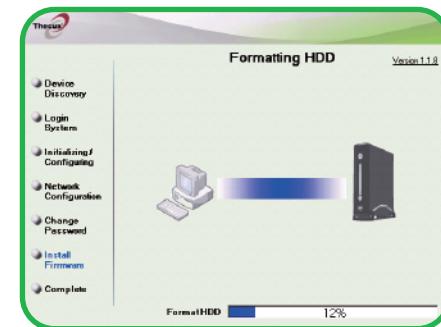 Thecus
Formatting HDD
Version 1.1.8
Device
Discovery
Login
System
Initializing /
Configuring
Network
Configuration
Change
Password
Install
Firmware
Complete
Format HDD
12%